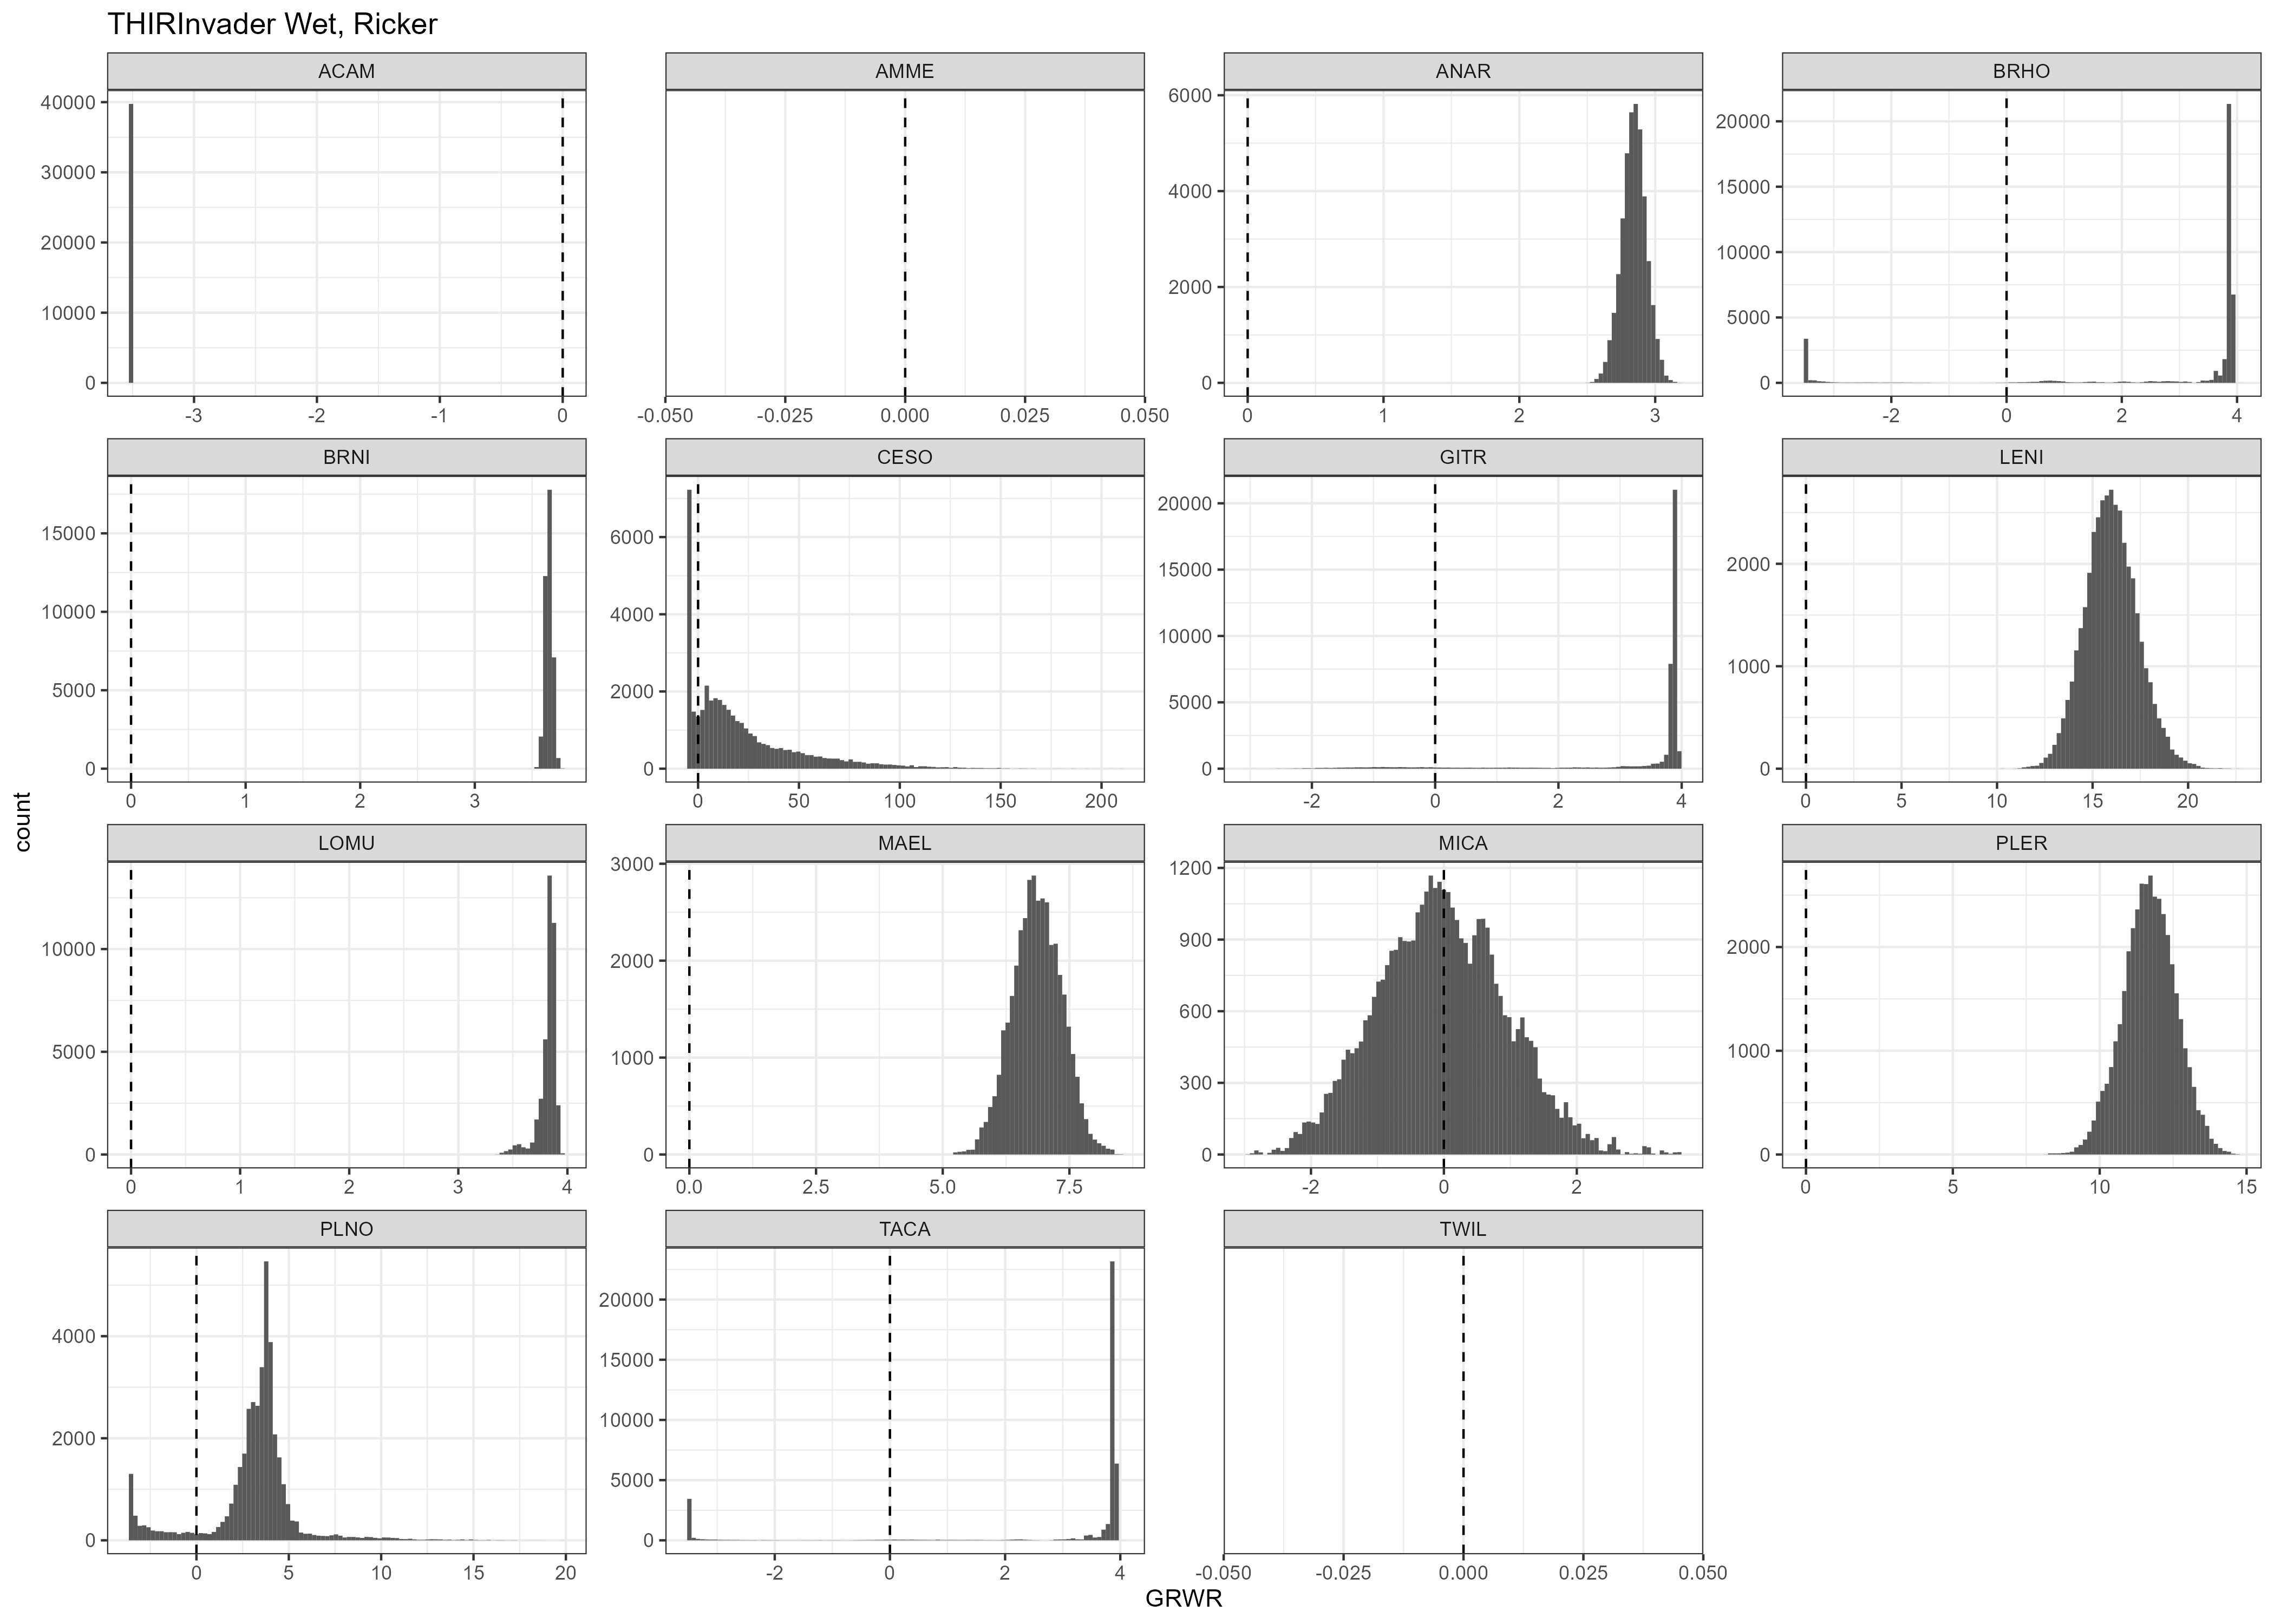 THIRInvader Wet, Ricker
ACAM AMME ANAR BRHO
40000 30000 20000 10000 0
6000 4000 2000 0
20000 15000 10000 5000 0
-3 -2 -1 0
-0.050 -0.025 0.000 0.025 0.050
0 1 2 3
-2 0 2 4
BRNI CESO GITR LENI
15000 10000 5000 0
6000 4000 2000 0
20000 15000 10000 5000 0
2000 1000 0
0 1 2 3
0 50 100 150 200
-2 0 2 4
0 5 10 15 20
count
LOMU MAEL MICA PLER
10000 5000 0
3000 2000 1000 0
1200 900 600 300 0
2000 1000 0
0 1 2 3 4
0.0 2.5 5.0 7.5
-2 0 2
0 5 10 15
PLNO TACA TWIL
4000 2000 0
20000 15000 10000 5000 0
0 5 10 15 20
-2 0 2 4
-0.050 -0.025 0.000 0.025 0.050
GRWR